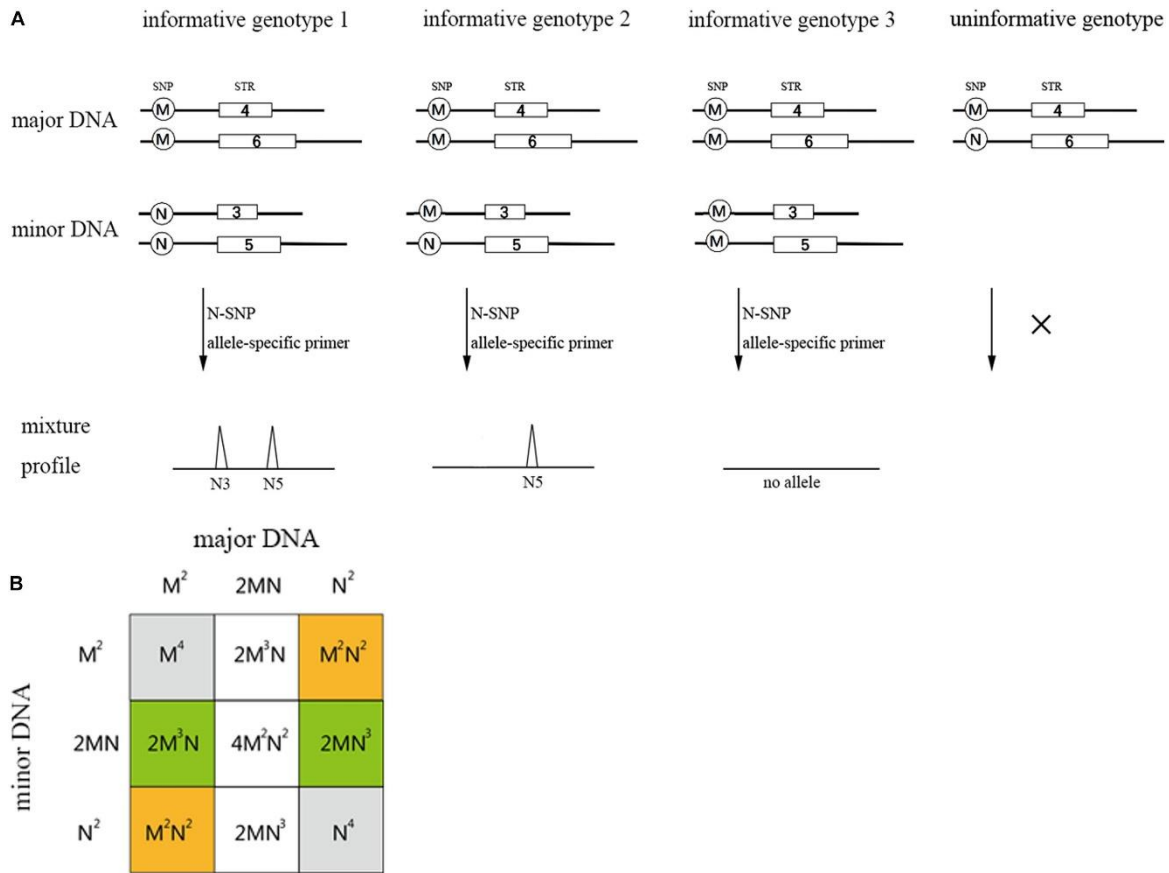 A
informative genotype 1 informative genotype 2 informative genotype 3 uninformative genotype
SNP STR SNP STR SNP STR SNP STR
major DNA
M 4 M 4 M 4 M 4
M 6 M 6 M 6 N 6
minor DNA
N 3 M 3 M 3
N 5 N 5 M 5
N-SNP N-SNP N-SNP
allele-specific primer allele-specific primer allele-specific primer
×
mixture
profile
N3 N5 N5 no allele
major DNA
B
M² 2MN N²
minor DNA
M² M⁴ 2M³N M²N²
2MN 2M³N 4M²N² 2MN³
N² M²N² 2MN³ N⁴